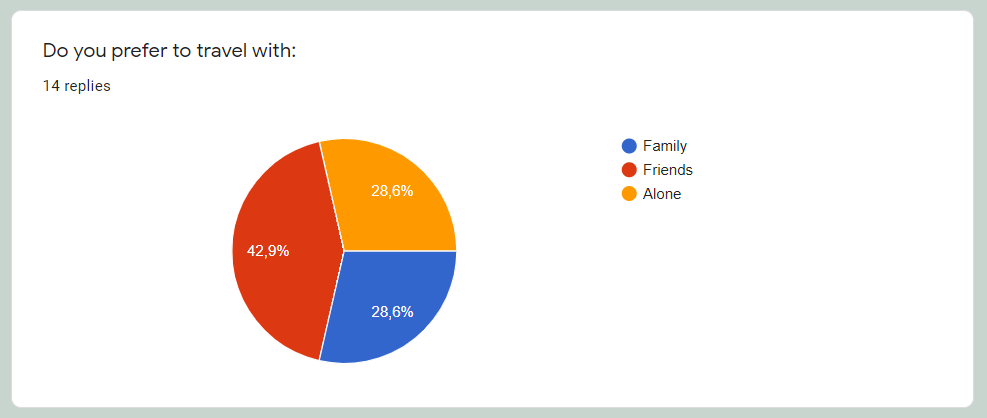 Do you prefer to travel with:
14 replies
Family
Friends
Alone
28,6%
42,9%
28,6%